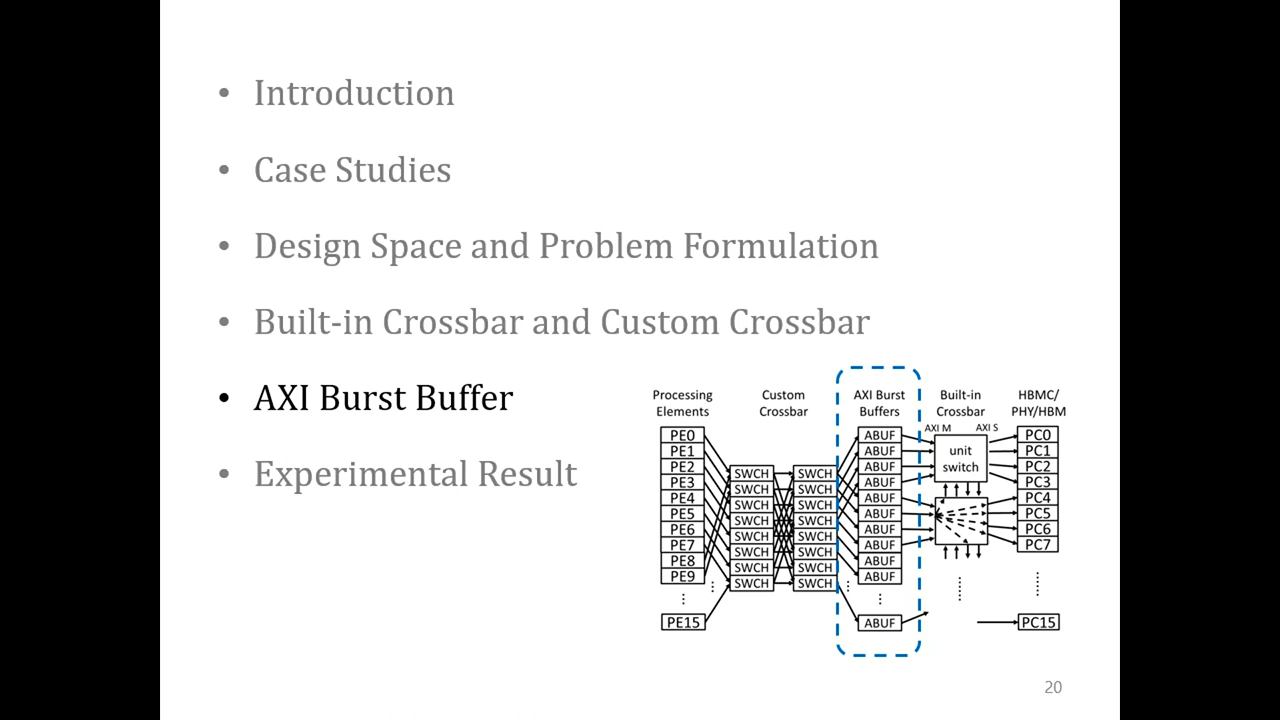 • Introduction
• Case Studies
• Design Space and Problem Formulation
• Built-in Crossbar and Custom Crossbar
• AXI Burst Buffer
• Experimental Result
Processing
Elements
PE0
PE1
PE2
PE3
PE4
PE5
PE6
PE7
PE8
PE9
PE15
Custom
Crossbar
SWCH SWCH
SWCH SWCH
SWCH SWCH
SWCH SWCH
SWCH SWCH
SWCH SWCH
SWCH SWCH
SWCH SWCH
AXI Burst
Buffers
ABUF
ABUF
ABUF
ABUF
ABUF
ABUF
ABUF
ABUF
ABUF
ABUF
ABUF
Built-in
Crossbar
AXI M AXI S
unit
switch
HBMC/
PHY/HBM
PC0
PC1
PC2
PC3
PC4
PC5
PC6
PC7
PC15
20